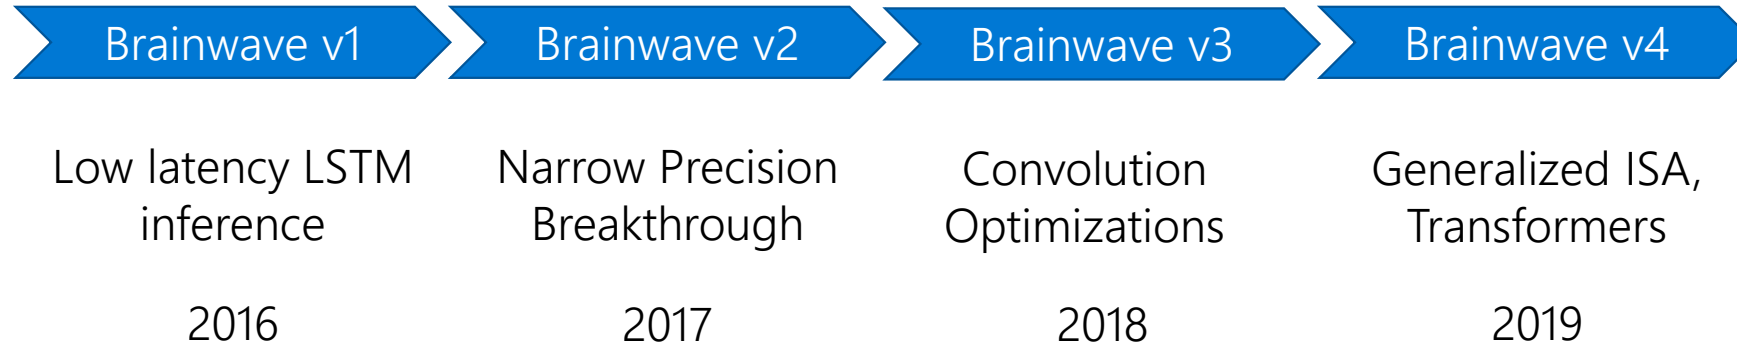 Brainwave v1
Brainwave v2
Brainwave v3
Brainwave v4
Low latency LSTM
inference
Narrow Precision
Breakthrough
Convolution
Optimizations
Generalized ISA,
Transformers
2016
2017
2018
2019